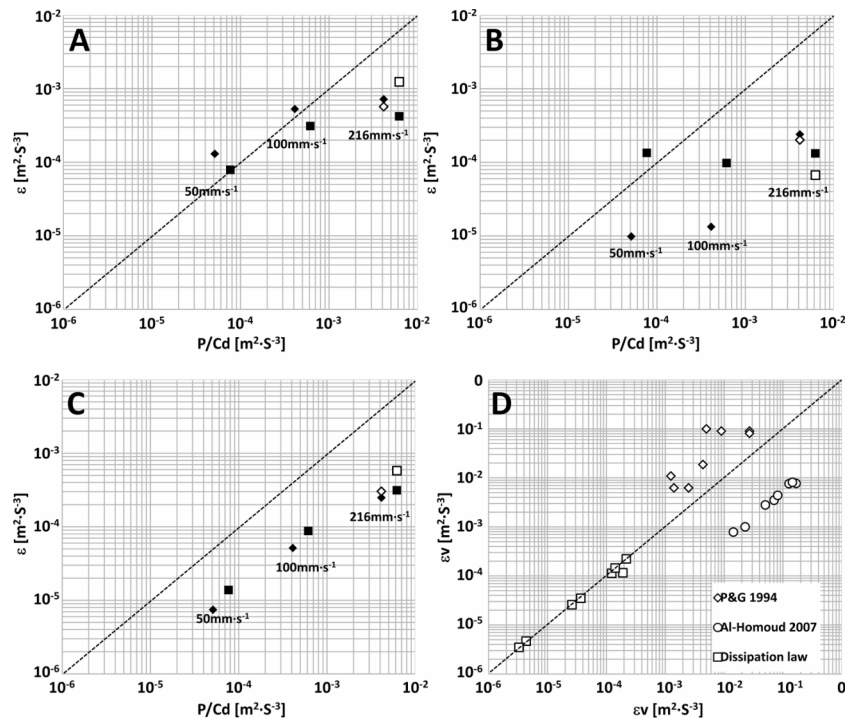 A
10⁻²
10⁻³
10⁻⁴
10⁻⁵
10⁻⁶
ε [m²·S⁻³]
50mm·s⁻¹
100mm·s⁻¹
216mm·s⁻¹
10⁻⁶ 10⁻⁵ 10⁻⁴ 10⁻³ 10⁻²
P/Cd [m²·S⁻³]
B
10⁻²
10⁻³
10⁻⁴
10⁻⁵
10⁻⁶
ε [m²·S⁻³]
216mm·s⁻¹
50mm·s⁻¹
100mm·s⁻¹
10⁻⁶ 10⁻⁵ 10⁻⁴ 10⁻³ 10⁻²
P/Cd [m²·S⁻³]
C
10⁻²
10⁻³
10⁻⁴
10⁻⁵
10⁻⁶
ε [m²·S⁻³]
216mm·s⁻¹
100mm·s⁻¹
50mm·s⁻¹
10⁻⁶ 10⁻⁵ 10⁻⁴ 10⁻³ 10⁻²
P/Cd [m²·S⁻³]
D
0
10⁻¹
10⁻²
10⁻³
10⁻⁴
10⁻⁵
10⁻⁶
εv [m²·S⁻³]
P&G 1994
Al-Homoud 2007
Dissipation law
10⁻⁶ 10⁻⁵ 10⁻⁴ 10⁻³ 10⁻² 10⁻¹ 0
εv [m²·S⁻³]